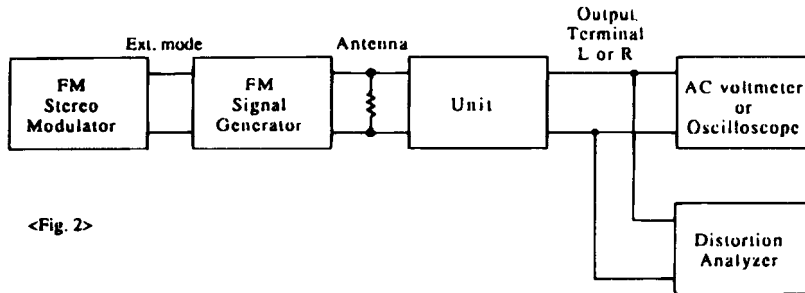 Output
Terminal
L or R
Ext. mode
Antenna
FM
Stereo
Modulator
FM
Signal
Generator
Unit
AC voltmeter
or
Oscilloscope
<Fig. 2>
Distortion
Analyzer